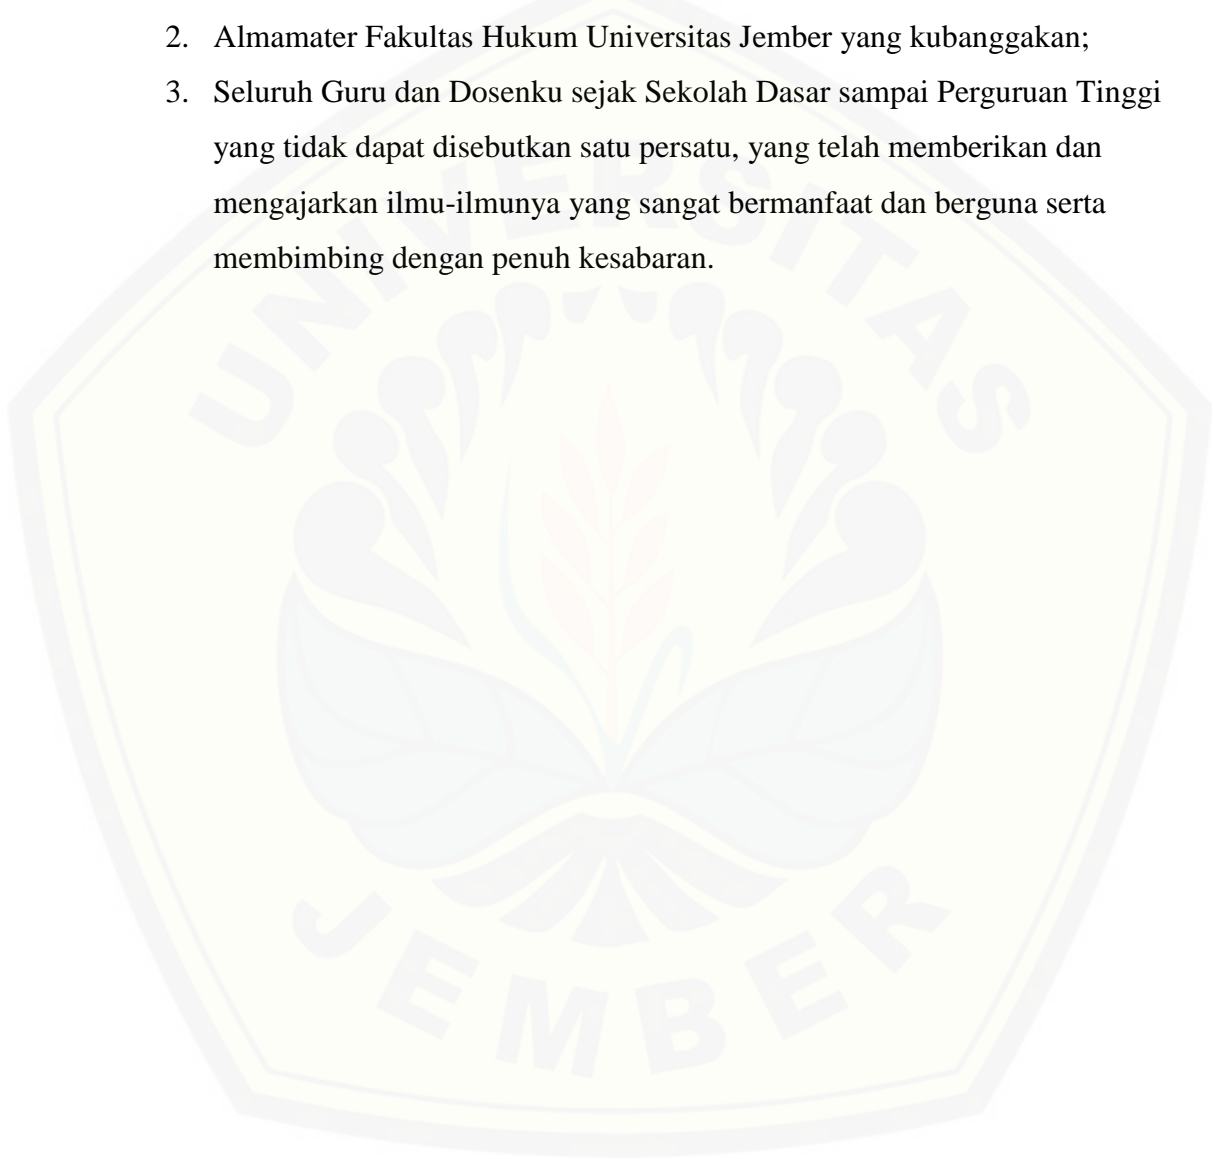 2. Almamater Fakultas Hukum Universitas Jember yang kubanggakan;
3. Seluruh Guru dan Dosenku sejak Sekolah Dasar sampai Perguruan Tinggi
yang tidak dapat disebutkan satu persatu, yang telah memberikan dan
mengajarkan ilmu-ilmunya yang sangat bermanfaat dan berguna serta
membimbing dengan penuh kesabaran.
UNIVERSITAS
JEMBER